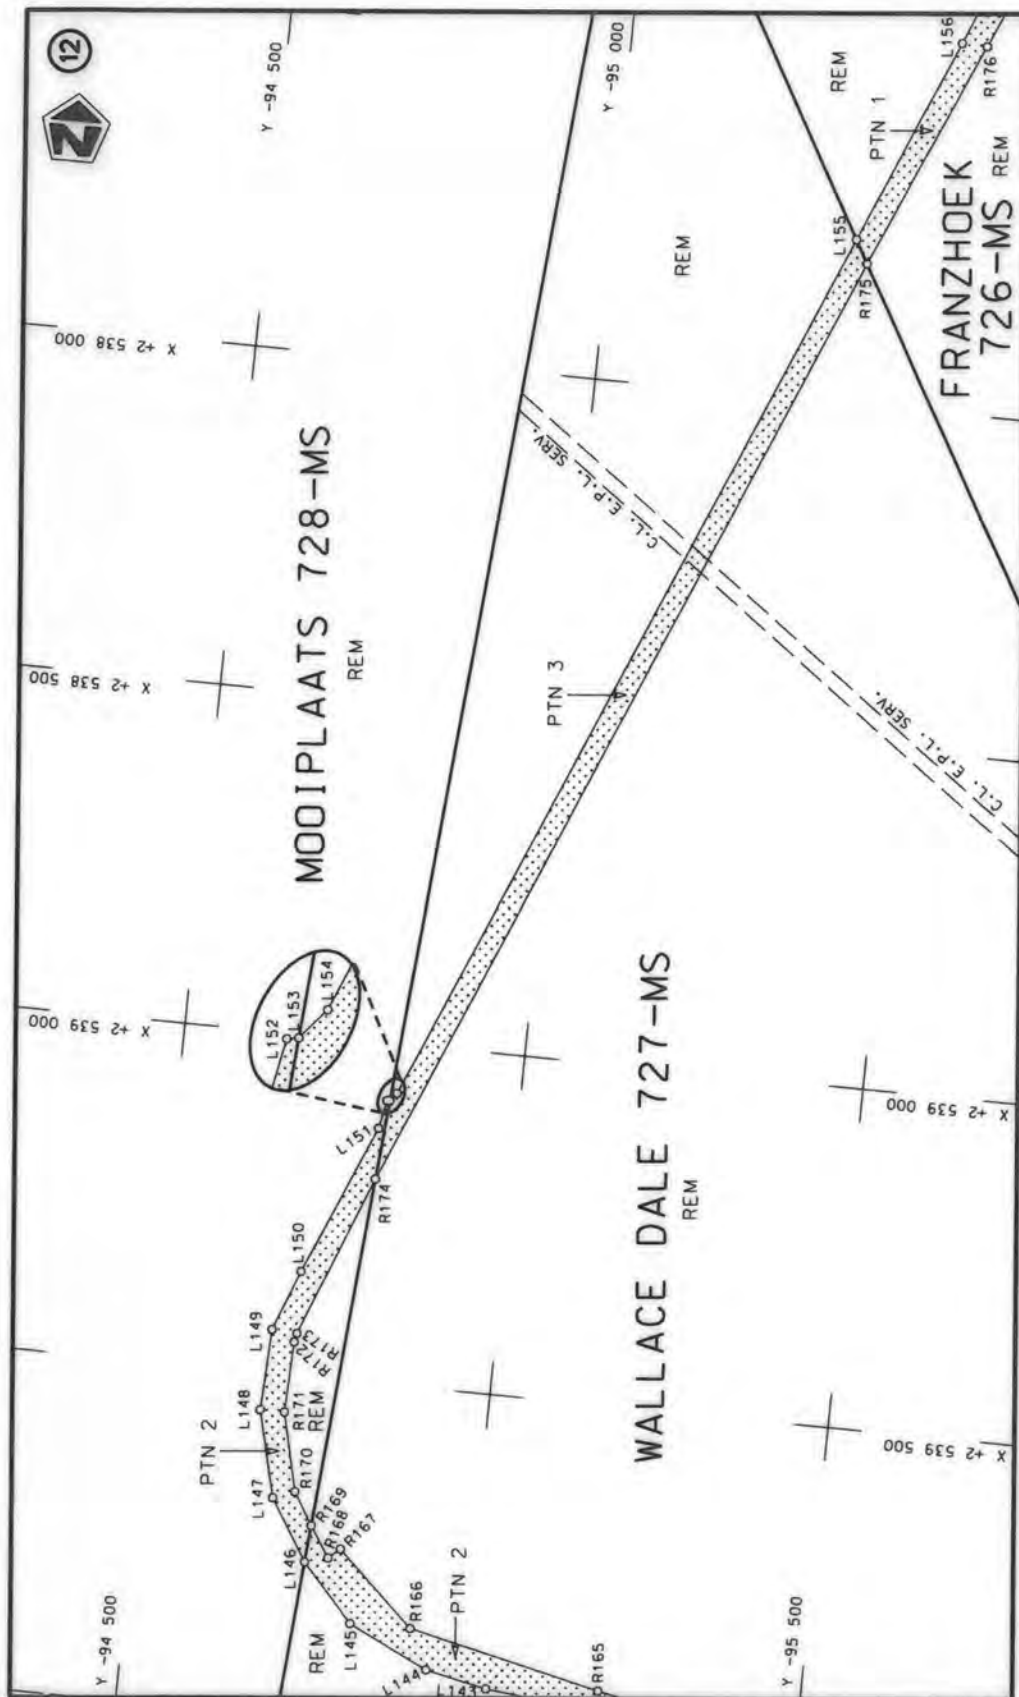 12
N
Y -94 500
Y -95 000
L156
R176
REM
PTN 1
REM
FRANZHOEK
726-MS
L155
R175
REM
X +2 538 000
C.L. E.P.L. SERV.
MOOIPLAATS 728-MS
REM
X +2 538 500
PTN 3
C.L. E.P.L. SERV.
L152
L153
L154
X +2 539 000
X +2 539 000
L151
R174
WALLACE DALE 727-MS
REM
L150
L149
R173
R172
L148
R171
REM
PTN 2
X +2 539 500
L147
R170
R169
R168
R167
L146
Y -94 500
REM
L145
R166
PTN 2
Y -95 500
L144
L143
R165